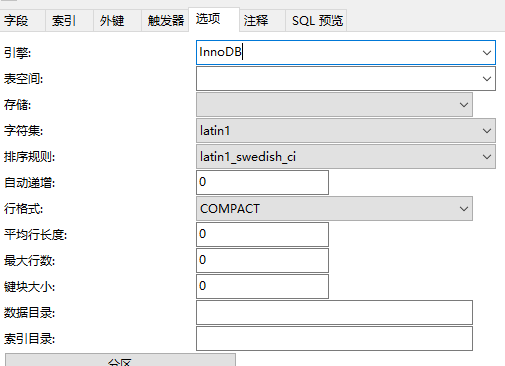 字段 索引 外键 触发器 选项 注释 SQL 预览
引擎: InnoDB
表空间:
存储:
字符集: latin1
排序规则: latin1_swedish_ci
自动递增: 0
行格式: COMPACT
平均行长度: 0
最大行数: 0
键块大小: 0
数据目录:
索引目录:
分区